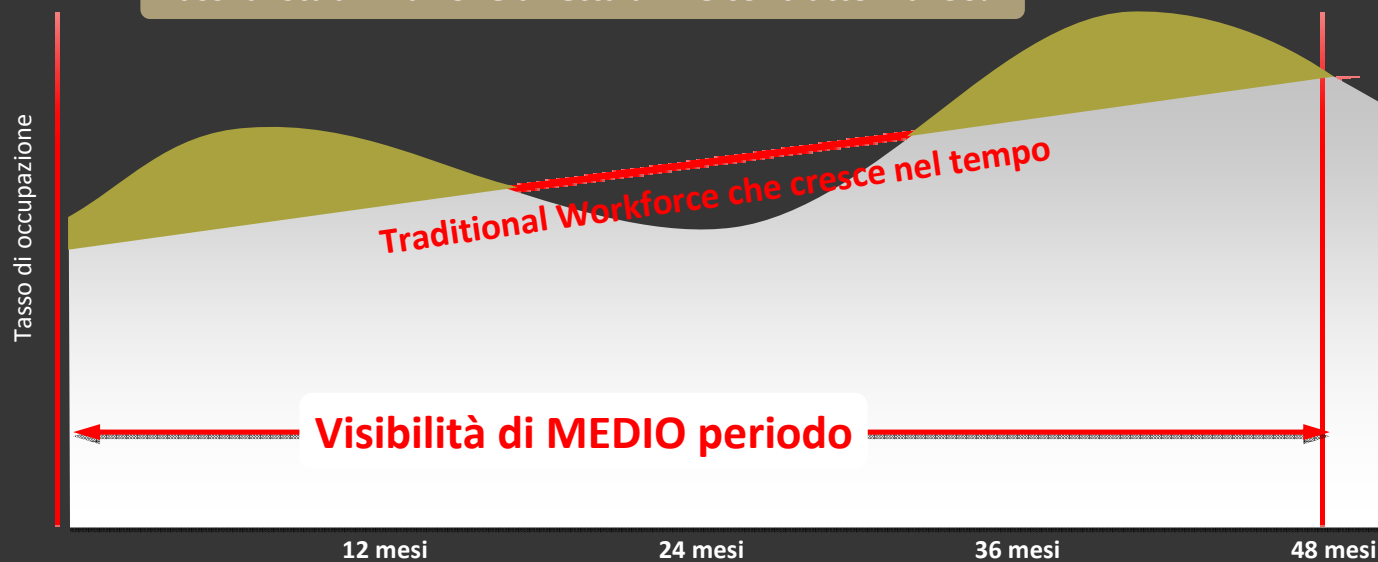 Tasso di occupazione
Traditional Workforce che cresce nel tempo
Visibilità di MEDIO periodo
12 mesi
24 mesi
36 mesi
48 mesi